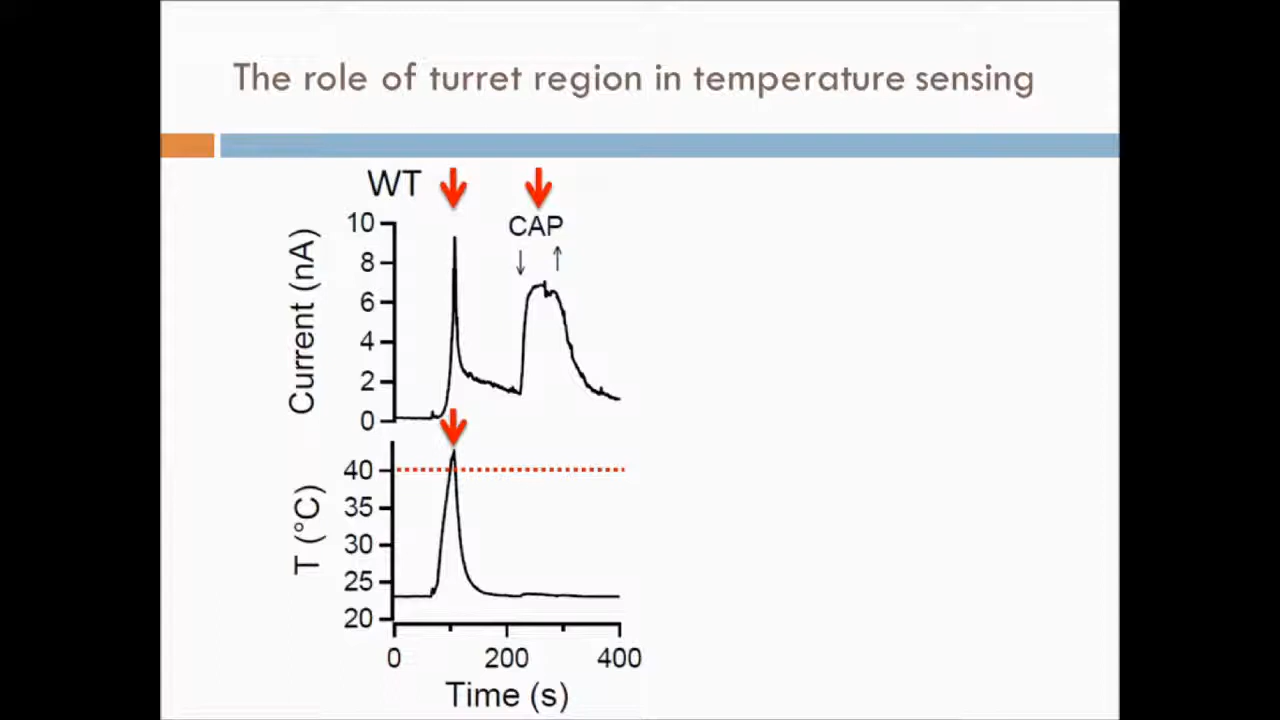 The role of turret region in temperature sensing
WT
CAP
10
8
6
4
2
0
Current (nA)
40
35
30
25
20
T (°C)
0 200 400
Time (s)